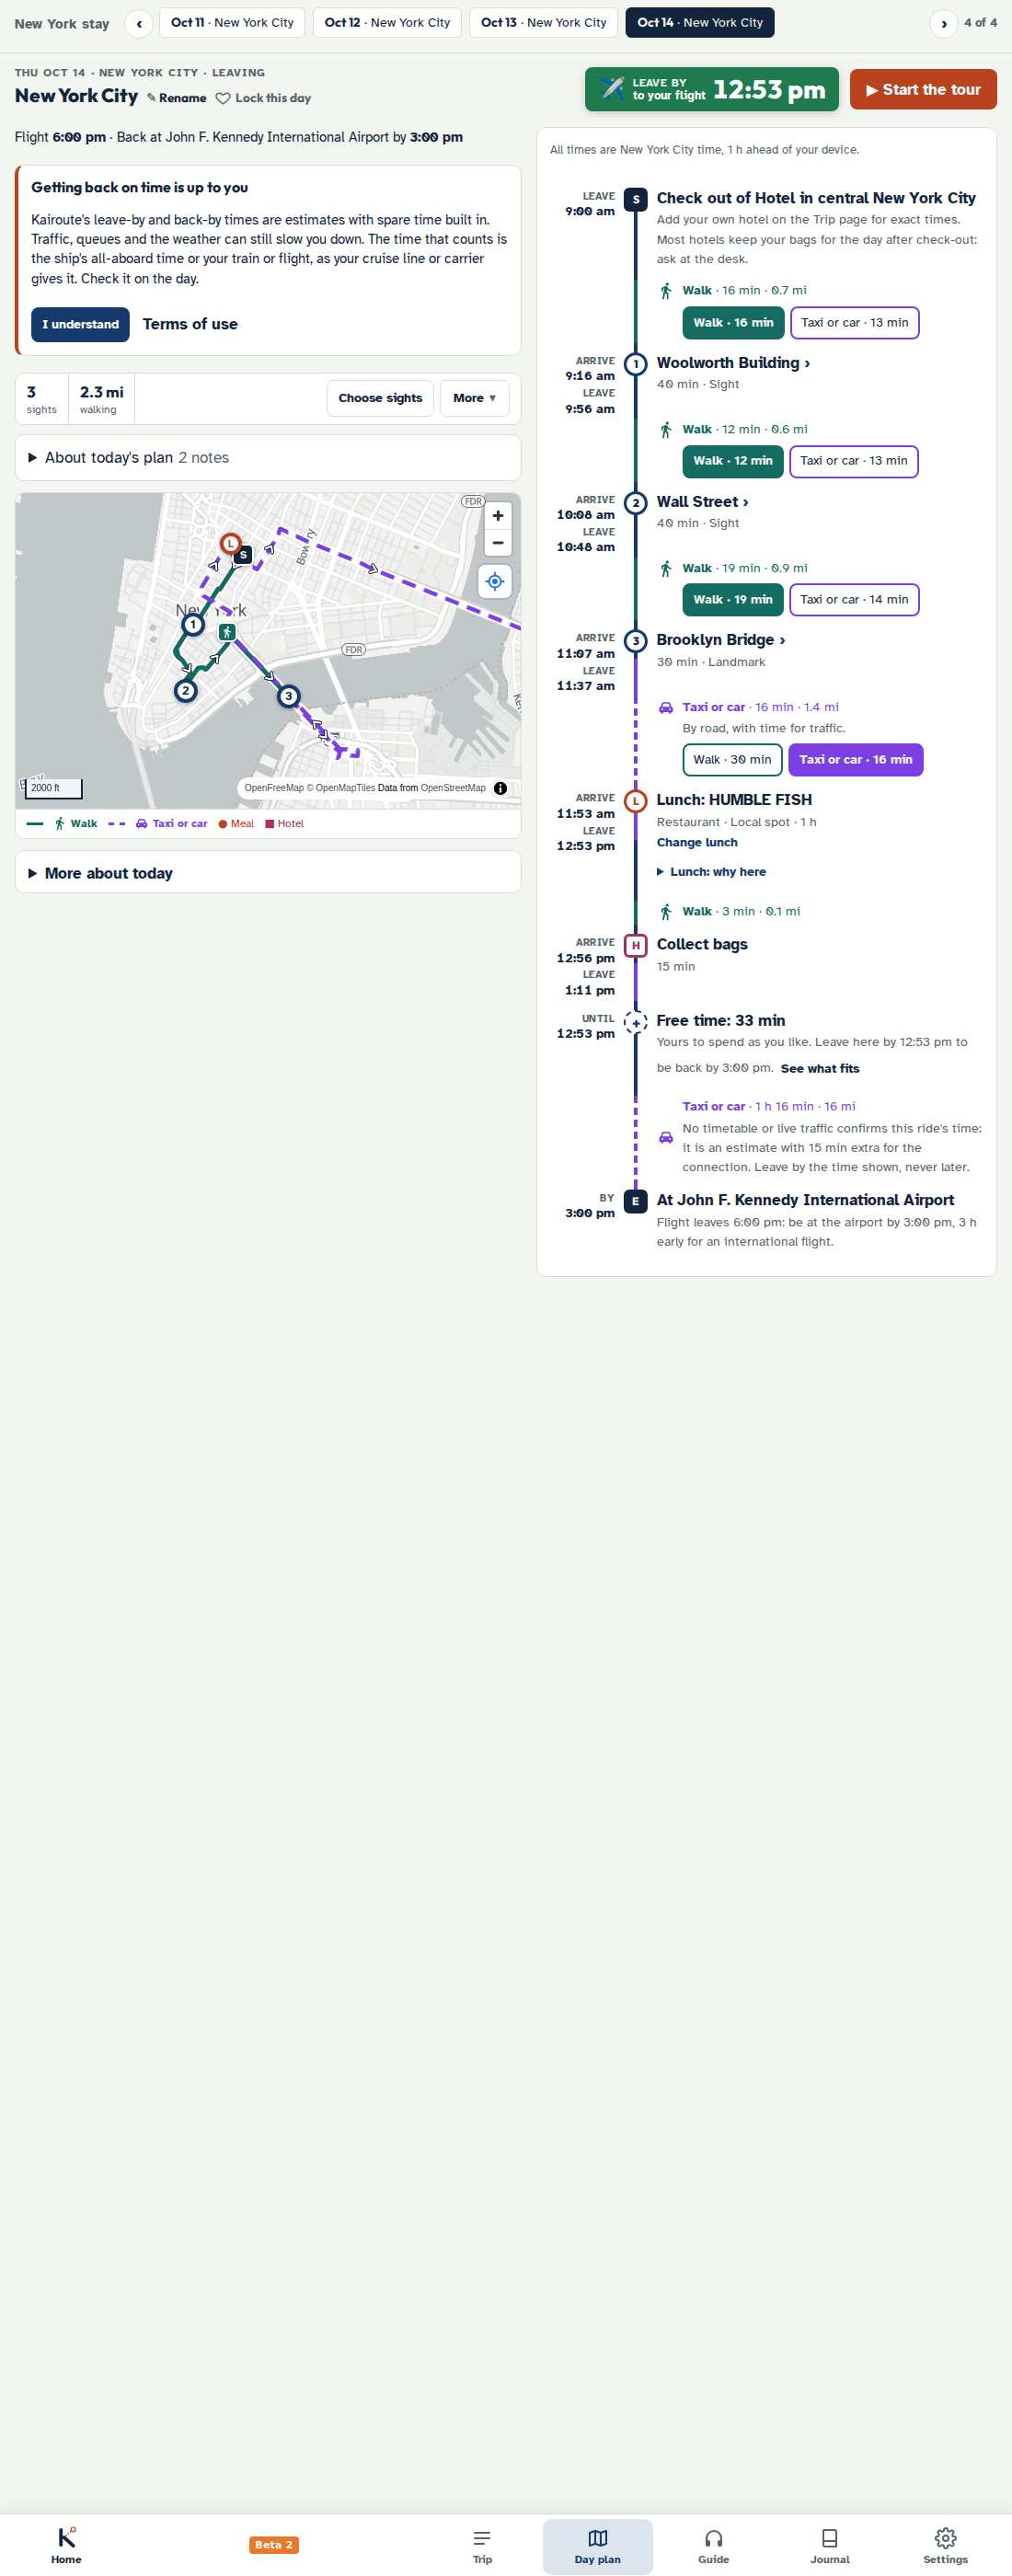 New York stay
‹
Oct 11 · New York City
Oct 12 · New York City
Oct 13 · New York City
Oct 14 · New York City
›
4 of 4
THU OCT 14 · NEW YORK CITY · LEAVING
New York City
✎ Rename
Lock this day
LEAVE BY
to your flight
12:53 pm
▶ Start the tour
Flight 6:00 pm · Back at John F. Kennedy International Airport by 3:00 pm
Getting back on time is up to you
Kairoute's leave-by and back-by times are estimates with spare time built in.
Traffic, queues and the weather can still slow you down. The time that counts is
the ship's all-aboard time or your train or flight, as your cruise line or carrier
gives it. Check it on the day.
I understand
Terms of use
3
sights
2.3 mi
walking
Choose sights
More ▼
▶ About today's plan 2 notes
FDR
+
−
L
S
1
2
3
FDR
2000 ft
OpenFreeMap © OpenMapTiles Data from OpenStreetMap
Walk
Taxi or car
Meal
Hotel
▶ More about today
All times are New York City time, 1 h ahead of your device.
LEAVE
9:00 am
S
Check out of Hotel in central New York City
Add your own hotel on the Trip page for exact times.
Most hotels keep your bags for the day after check-out:
ask at the desk.
Walk · 16 min · 0.7 mi
Walk · 16 min
Taxi or car · 13 min
ARRIVE
9:16 am
LEAVE
9:56 am
1
Woolworth Building ›
40 min · Sight
Walk · 12 min · 0.6 mi
Walk · 12 min
Taxi or car · 13 min
ARRIVE
10:08 am
LEAVE
10:48 am
2
Wall Street ›
40 min · Sight
Walk · 19 min · 0.9 mi
Walk · 19 min
Taxi or car · 14 min
ARRIVE
11:07 am
LEAVE
11:37 am
3
Brooklyn Bridge ›
30 min · Landmark
Taxi or car · 16 min · 1.4 mi
By road, with time for traffic.
Walk · 30 min
Taxi or car · 16 min
ARRIVE
11:53 am
LEAVE
12:53 pm
L
Lunch: HUMBLE FISH
Restaurant · Local spot · 1 h
Change lunch
▶ Lunch: why here
Walk · 3 min · 0.1 mi
ARRIVE
12:56 pm
LEAVE
1:11 pm
H
Collect bags
15 min
UNTIL
12:53 pm
+
Free time: 33 min
Yours to spend as you like. Leave here by 12:53 pm to
be back by 3:00 pm. See what fits
Taxi or car · 1 h 16 min · 16 mi
No timetable or live traffic confirms this ride's time:
it is an estimate with 15 min extra for the
connection. Leave by the time shown, never later.
BY
3:00 pm
E
At John F. Kennedy International Airport
Flight leaves 6:00 pm: be at the airport by 3:00 pm, 3 h
early for an international flight.
Home
Beta 2
Trip
Day plan
Guide
Journal
Settings